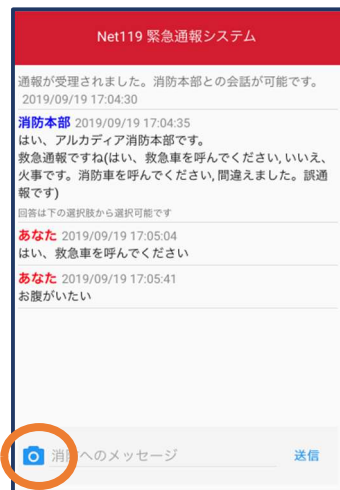 Net119 緊急通報システム
通報が受理されました。消防本部との会話が可能です。
2019/09/19 17:04:30
消防本部 2019/09/19 17:04:35
はい、アルカディア消防本部です。
救急通報ですね(はい、救急車を呼んでください, いいえ、
火事です。消防車を呼んでください, 間違えました。誤通
報です)
回答は下の選択肢から選択可能です
あなた 2019/09/19 17:05:04
はい、救急車を呼んでください
あなた 2019/09/19 17:05:41
お腹がいたい
消防へのメッセージ 送信